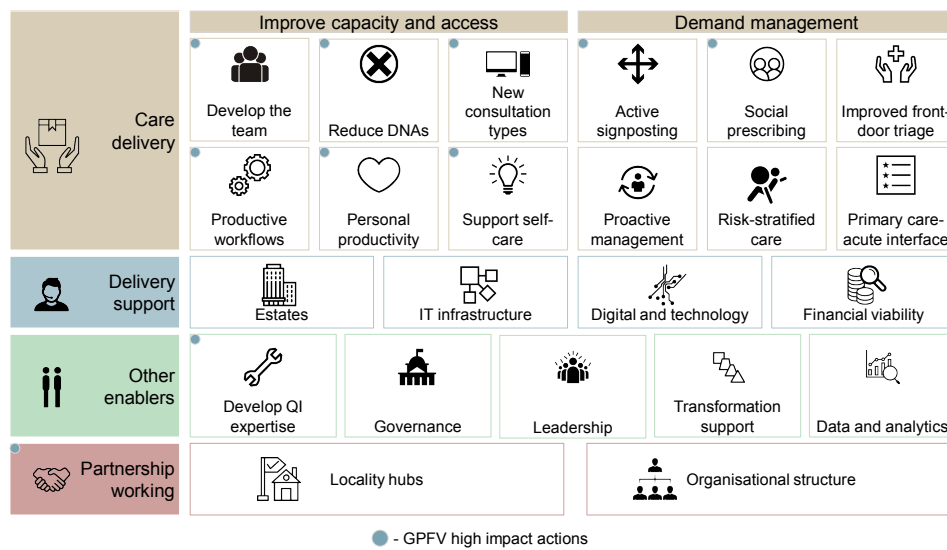 Improve capacity and access
Demand management
Care
delivery
Develop the
team
Reduce DNAs
New
consultation
types
Active
signposting
Social
prescribing
Improved front-
door triage
Productive
workflows
Personal
productivity
Support self-
care
Proactive
management
Risk-stratified
care
Primary care-
acute interface
Delivery
support
Estates
IT infrastructure
Digital and technology
Financial viability
Other
enablers
Develop QI
expertise
Governance
Leadership
Transformation
support
Data and analytics
Partnership
working
Locality hubs
Organisational structure
- GPFV high impact actions